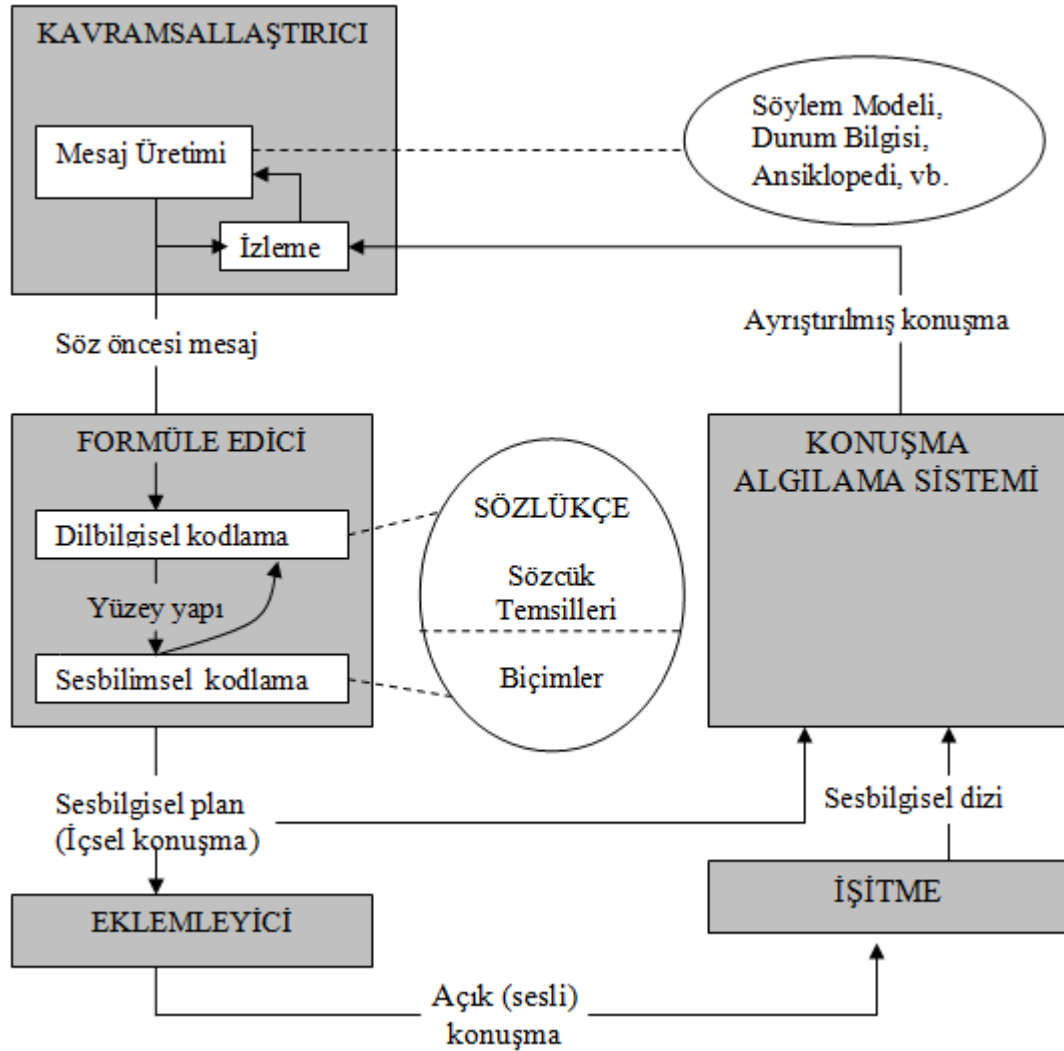 KAVRAMSALLAŞTIRICI
Mesaj Üretimi
İzleme
Söylem Modeli,
Durum Bilgisi,
Ansiklopedi, vb.
Söz öncesi mesaj
Ayrıştırılmış konuşma
FORMÜLE EDİCİ
Dilbilgisel kodlama
Yüzey yapı
Sesbilimsel kodlama
SÖZLÜKÇE
Sözcük
Temsilleri
Biçimler
KONUŞMA
ALGILAMA SİSTEMİ
Sesbilgisel plan
(İçsel konuşma)
Sesbilgisel dizi
EKLEMLEYİCİ
İŞİTME
Açık (sesli)
konuşma